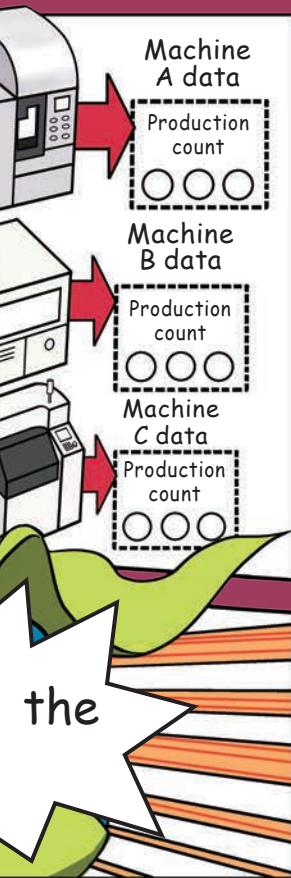 Machine
A data
Production
count
Machine
B data
Production
count
Machine
C data
Production
count
the